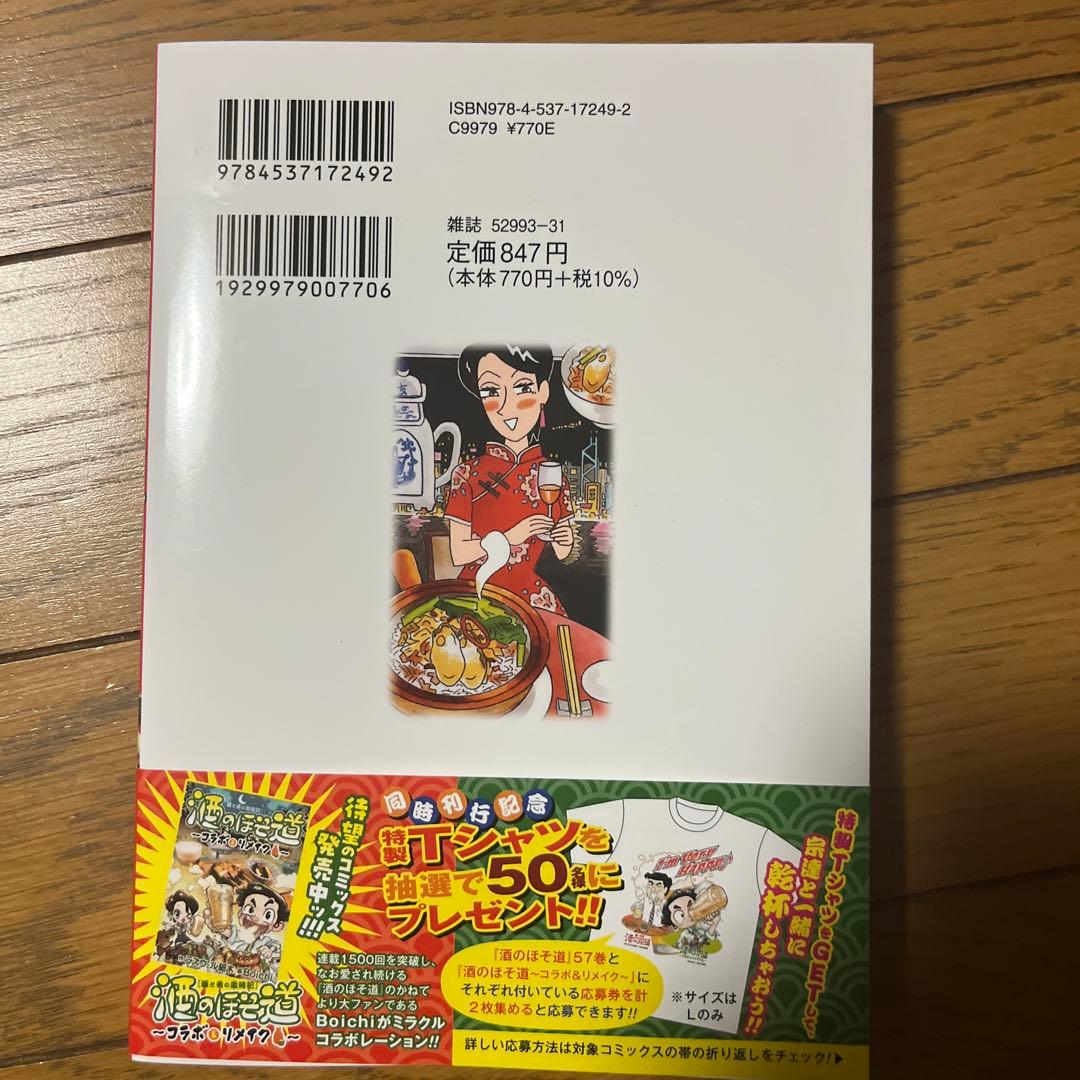 ISBN978-4-537-17249-2
C9979 ¥770E
9784537172492
雑誌 52993-31
定価847円
(本体770円+税10%)
1929979007706
同時刊行記念
特製Tシャツを
抽選で50名様に
プレゼント!!
待望のコミックス
発売中ッ!!!
酒のほそ道
～コラボ&リメイク～
Boichi
[酒と肴の歳時記]
酒のほそ道
～コラボ&リメイク～
連載1500回を突破し、
なお愛され続ける
『酒のほそ道』のかねて
より大ファンである
Boichiがミラクル
コラボレーション!!
I'm very
HAPPY
特製TシャツをGETして
宗達と一緒に
乾杯しちゃおう!!
『酒のほそ道』57巻と
『酒のほそ道～コラボ&リメイク～』に
それぞれ付いている応募券を計
2枚集めると応募できます!!
※サイズは
Lのみ
詳しい応募方法は対象コミックスの帯の折り返しをチェック!▶